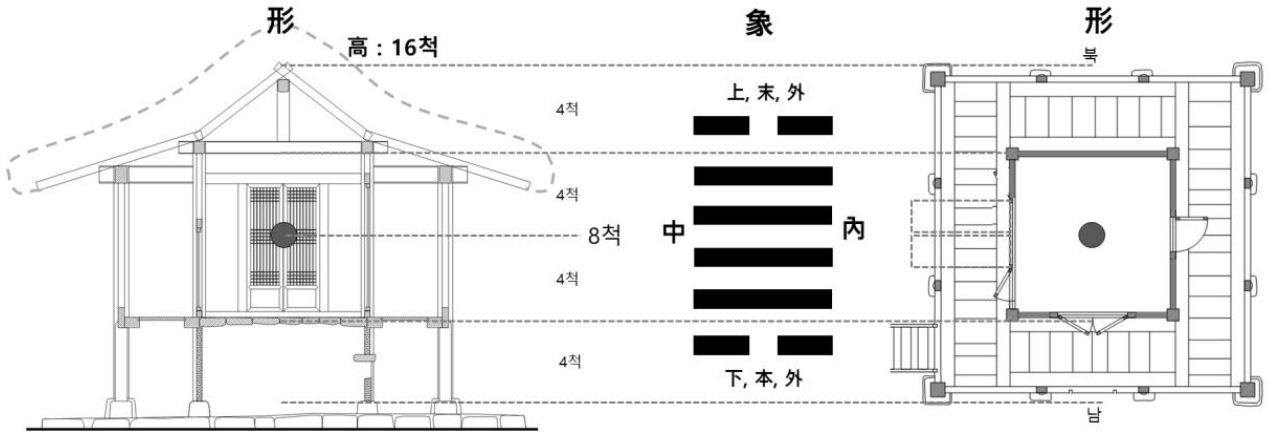 形
象
形
高 : 16척
북
4척
上, 末, 外
4척
8척
中
內
4척
4척
下, 本, 外
남